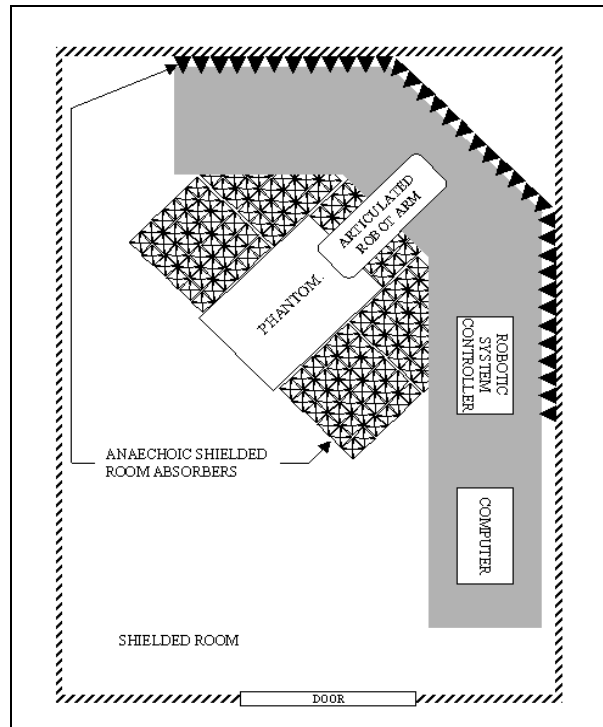 ARTICULATED
ROBOT ARM
PHANTOM.
ROBOTIC
SYSTEM
CONTROLLER
ANAECHOIC SHIELDED
ROOM ABSORBERS
COMPUTER
SHIELDED ROOM
DOOR